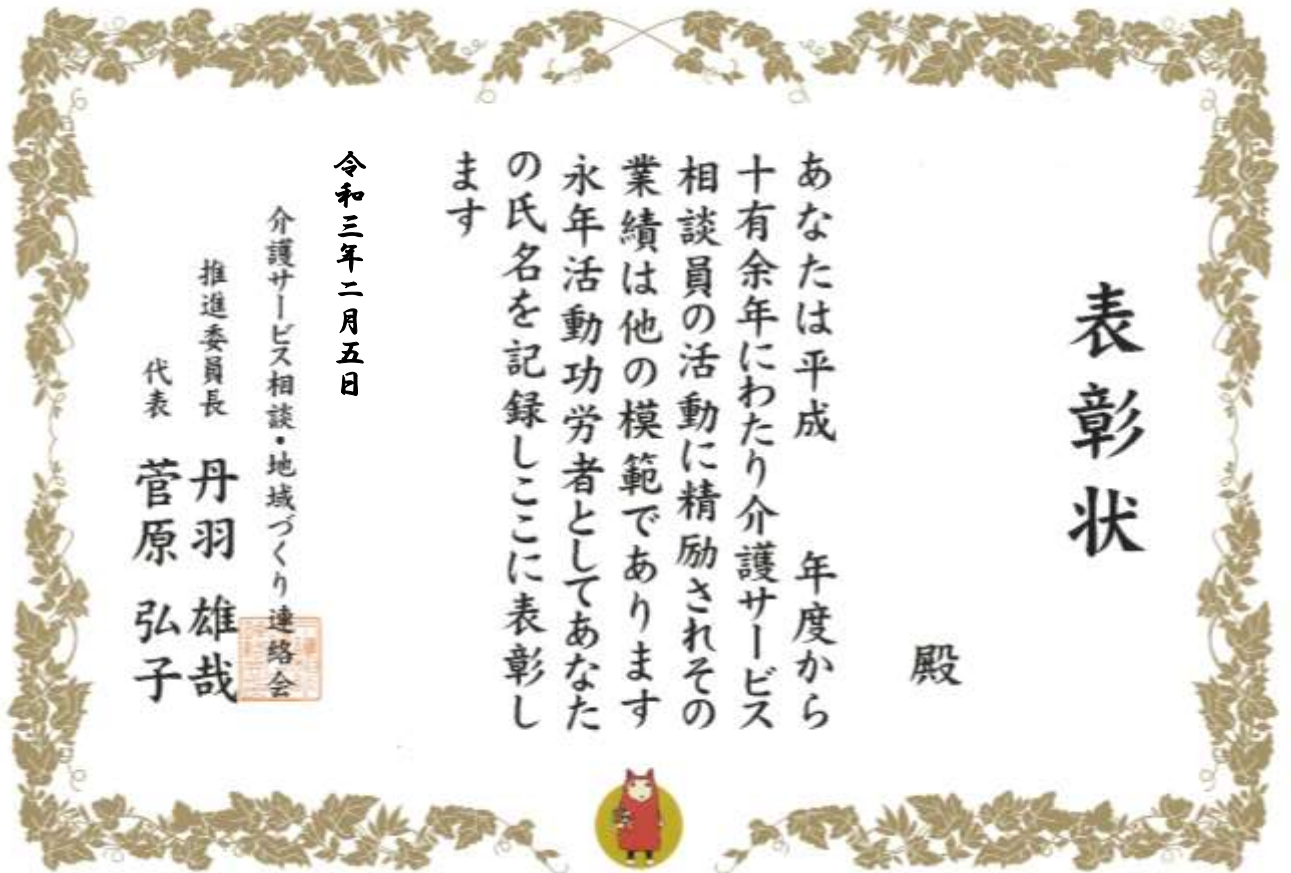 表彰状
殿
あなたは平成　　年度から
十有余年にわたり介護サービス
相談員の活動に精励されその
業績は他の模範であります
永年活動功労者としてあなた
の氏名を記録しここに表彰し
ます
令和三年二月五日
介護サービス相談・地域づくり連絡会
推進委員長　丹羽　雄哉
代表　菅原　弘子